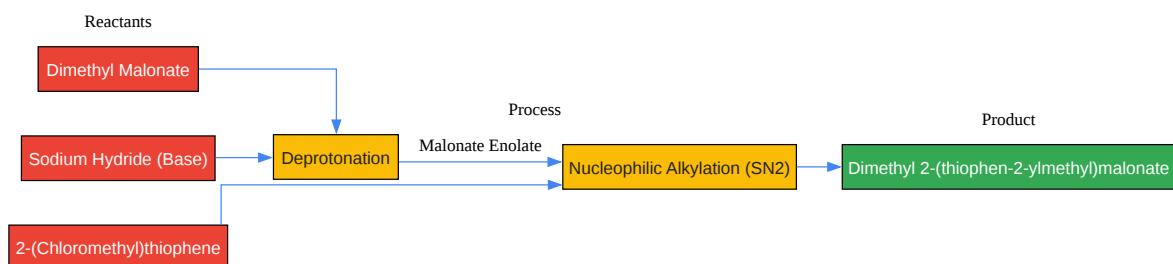 Reactants
Dimethyl Malonate
Process
Product
Sodium Hydride (Base)
Deprotonation
Malonate Enolate
Nucleophilic Alkylation (SN2)
Dimethyl 2-(thiophen-2-ylmethyl)malonate
2-(Chloromethyl)thiophene